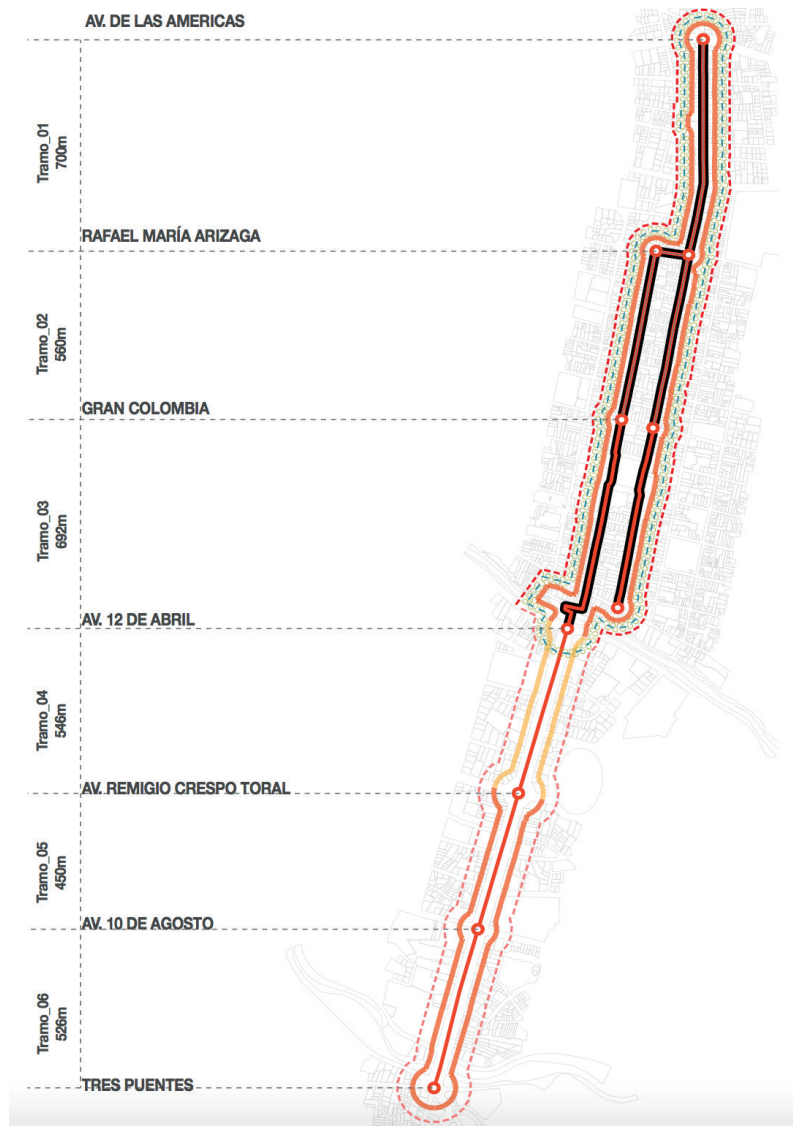 AV. DE LAS AMERICAS
Tramo_01
700m
RAFAEL MARÍA ARIZAGA
Tramo_02
560m
GRAN COLOMBIA
Tramo_03
692m
AV. 12 DE ABRIL
Tramo_04
546m
AV. REMIGIO CRESPO TORAL
Tramo_05
450m
AV. 10 DE AGOSTO
Tramo_06
526m
TRES PUENTES